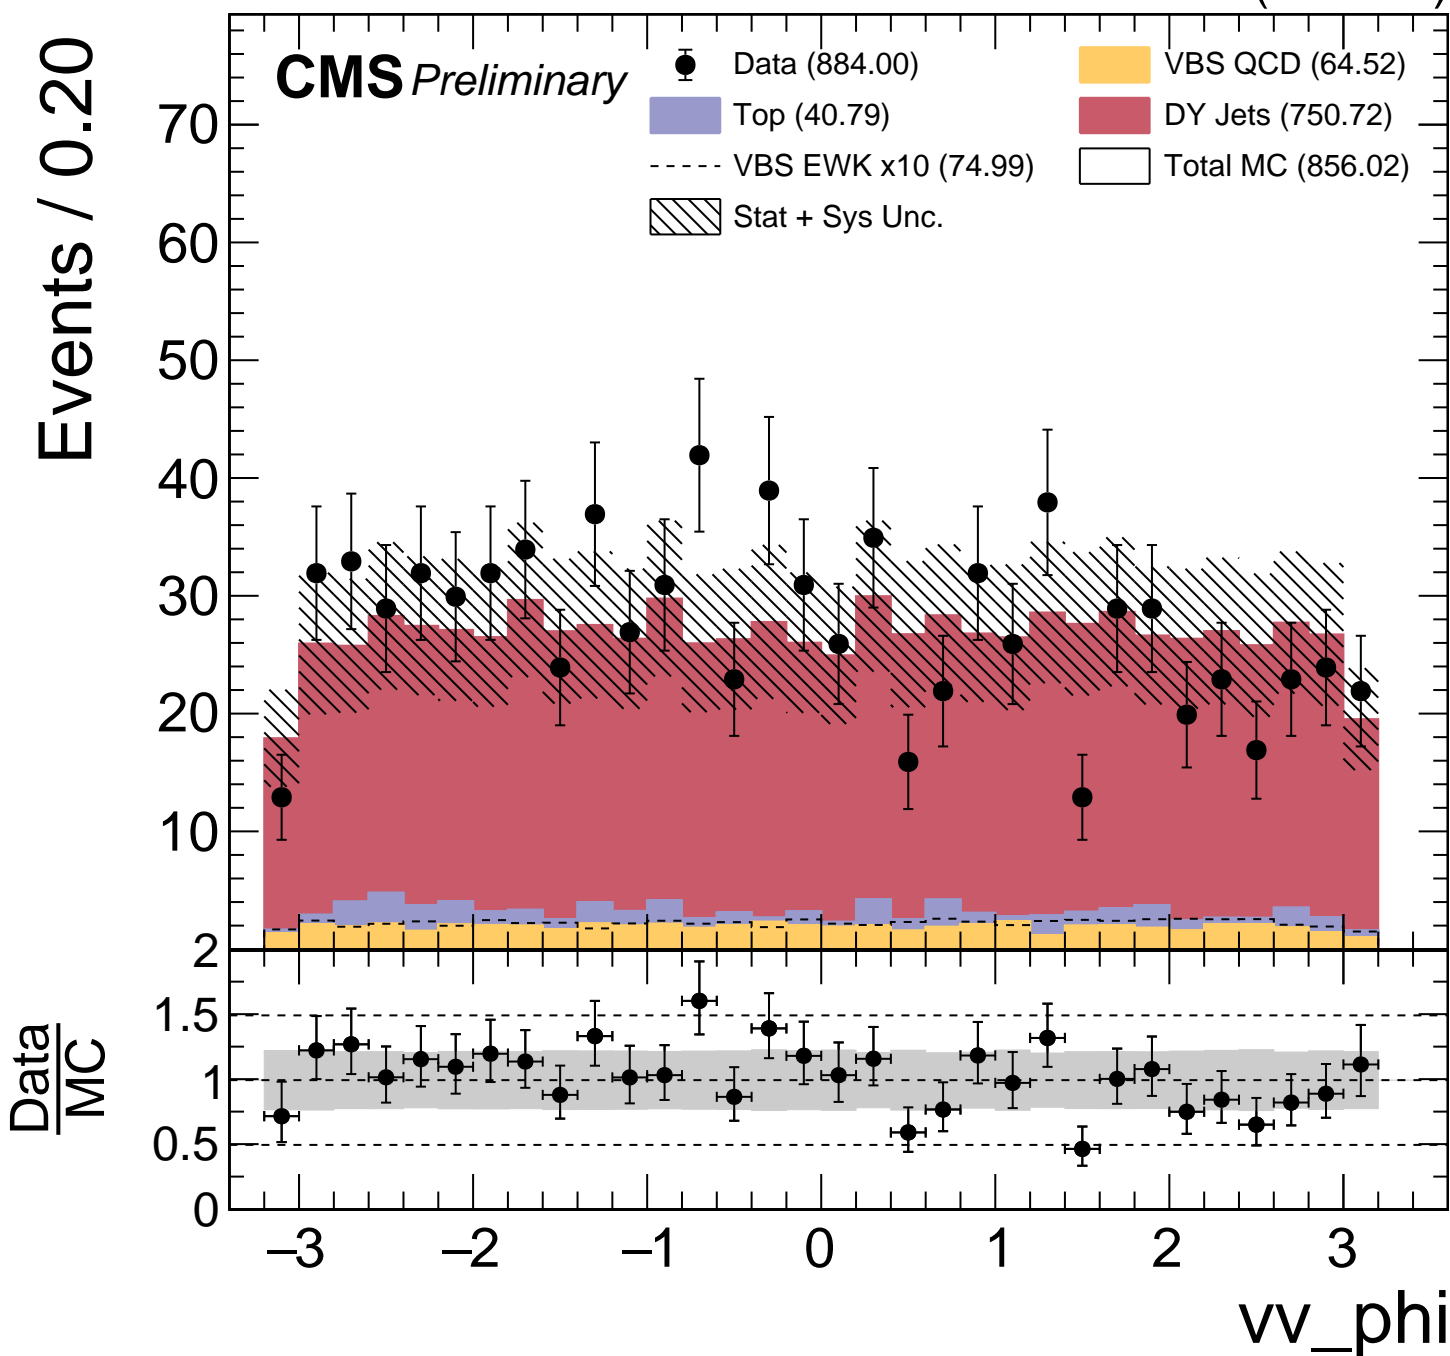 CMS Preliminary
Data (884.00)
VBS QCD (64.52)
Top (40.79)
DY Jets (750.72)
VBS EWK x10 (74.99)
Total MC (856.02)
Stat + Sys Unc.
Events / 0.20
70
60
50
40
30
20
10
2
1.5
1
0.5
0
Data
MC
–3 –2 –1 0 1 2 3
vv_phi